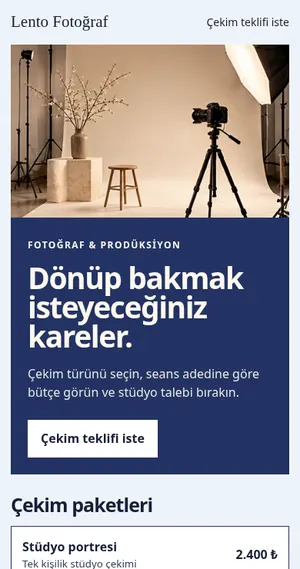 Lento Fotoğraf
Çekim teklifi iste
FOTOĞRAF & PRODÜKSİYON
Dönüp bakmak
isteyeceğiniz
kareler.
Çekim türünü seçin, seans adedine göre
bütçe görün ve stüdyo talebi bırakın.
Çekim teklifi iste
Çekim paketleri
Stüdyo portresi
2.400 ₺
Tek kişilik stüdyo çekimi